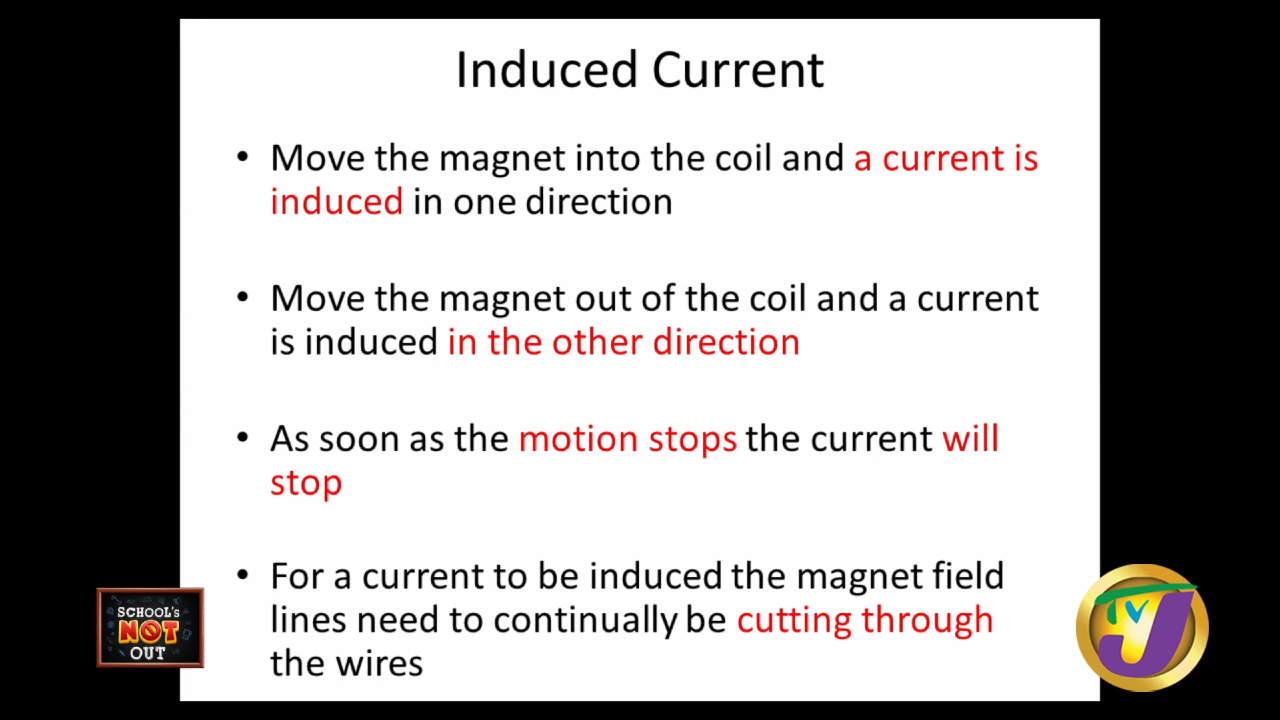 Induced Current
• Move the magnet into the coil and a current is
induced in one direction
• Move the magnet out of the coil and a current
is induced in the other direction
• As soon as the motion stops the current will
stop
• For a current to be induced the magnet field
lines need to continually be cutting through
the wires
SCHOOL's
NOT
OUT
TVJ